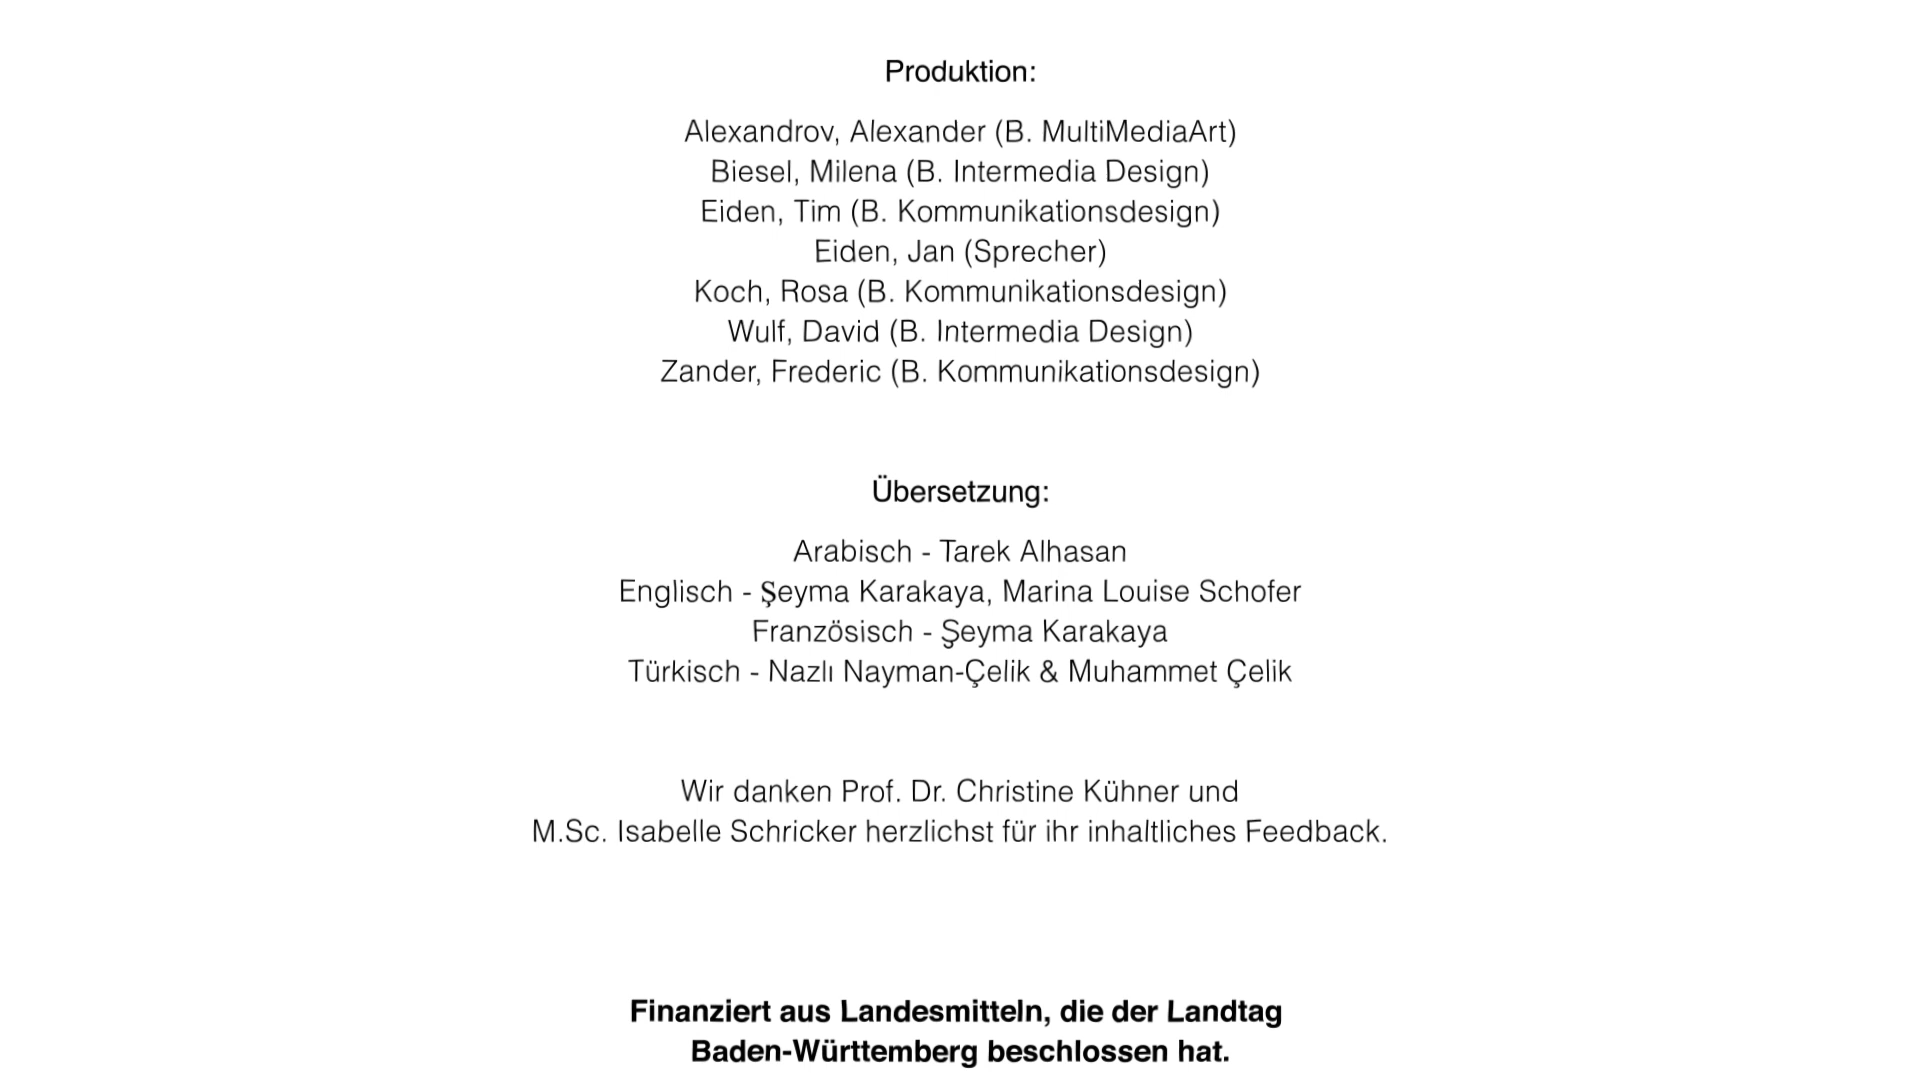 Produktion:
Alexandrov, Alexander (B. MultiMediaArt)
Biesel, Milena (B. Intermedia Design)
Eiden, Tim (B. Kommunikationsdesign)
Eiden, Jan (Sprecher)
Koch, Rosa (B. Kommunikationsdesign)
Wulf, David (B. Intermedia Design)
Zander, Frederic (B. Kommunikationsdesign)
Übersetzung:
Arabisch - Tarek Alhasan
Englisch - Şeyma Karakaya, Marina Louise Schofer
Französisch - Şeyma Karakaya
Türkisch - Nazlı Nayman-Çelik & Muhammet Çelik
Wir danken Prof. Dr. Christine Kühner und
M.Sc. Isabelle Schricker herzlichst für ihr inhaltliches Feedback.
Finanziert aus Landesmitteln, die der Landtag
Baden-Württemberg beschlossen hat.